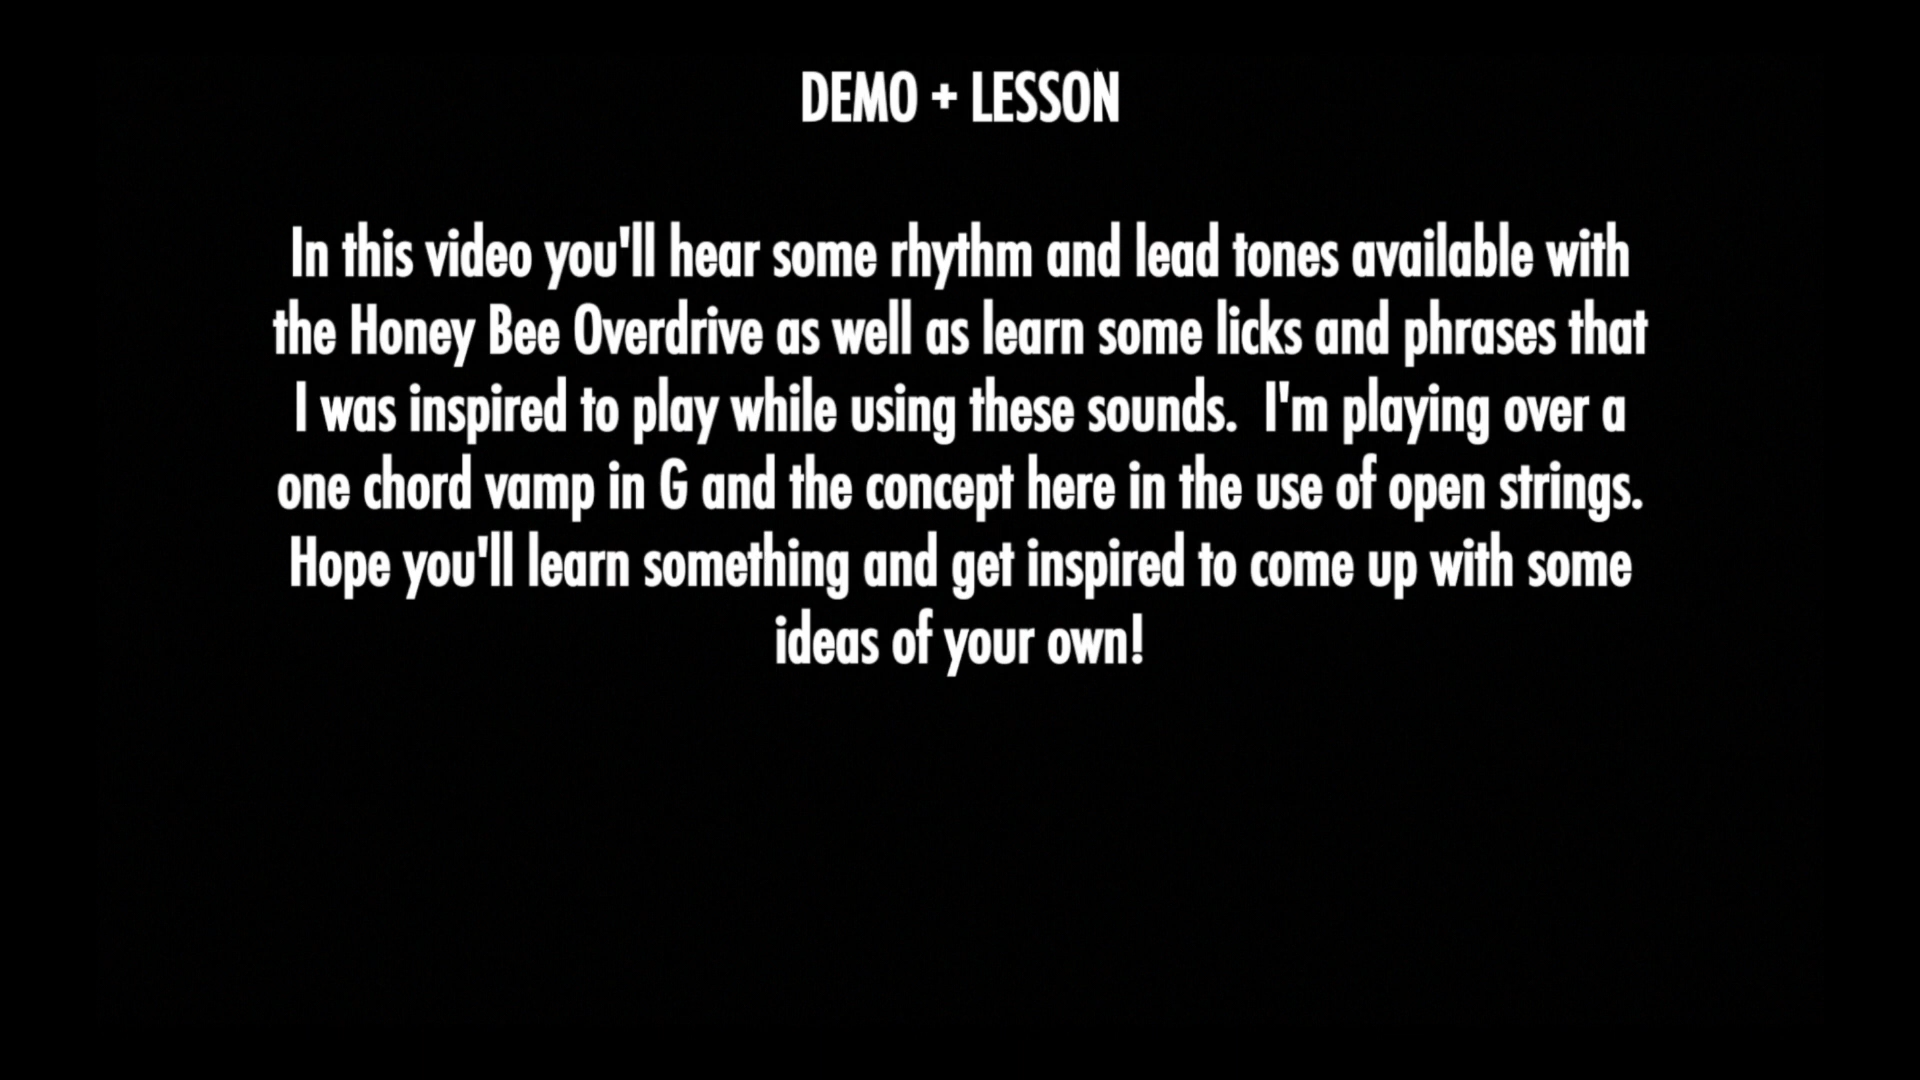 DEMO + LESSON
In this video you'll hear some rhythm and lead tones available with
the Honey Bee Overdrive as well as learn some licks and phrases that
I was inspired to play while using these sounds.  I'm playing over a
one chord vamp in G and the concept here in the use of open strings.
Hope you'll learn something and get inspired to come up with some
ideas of your own!